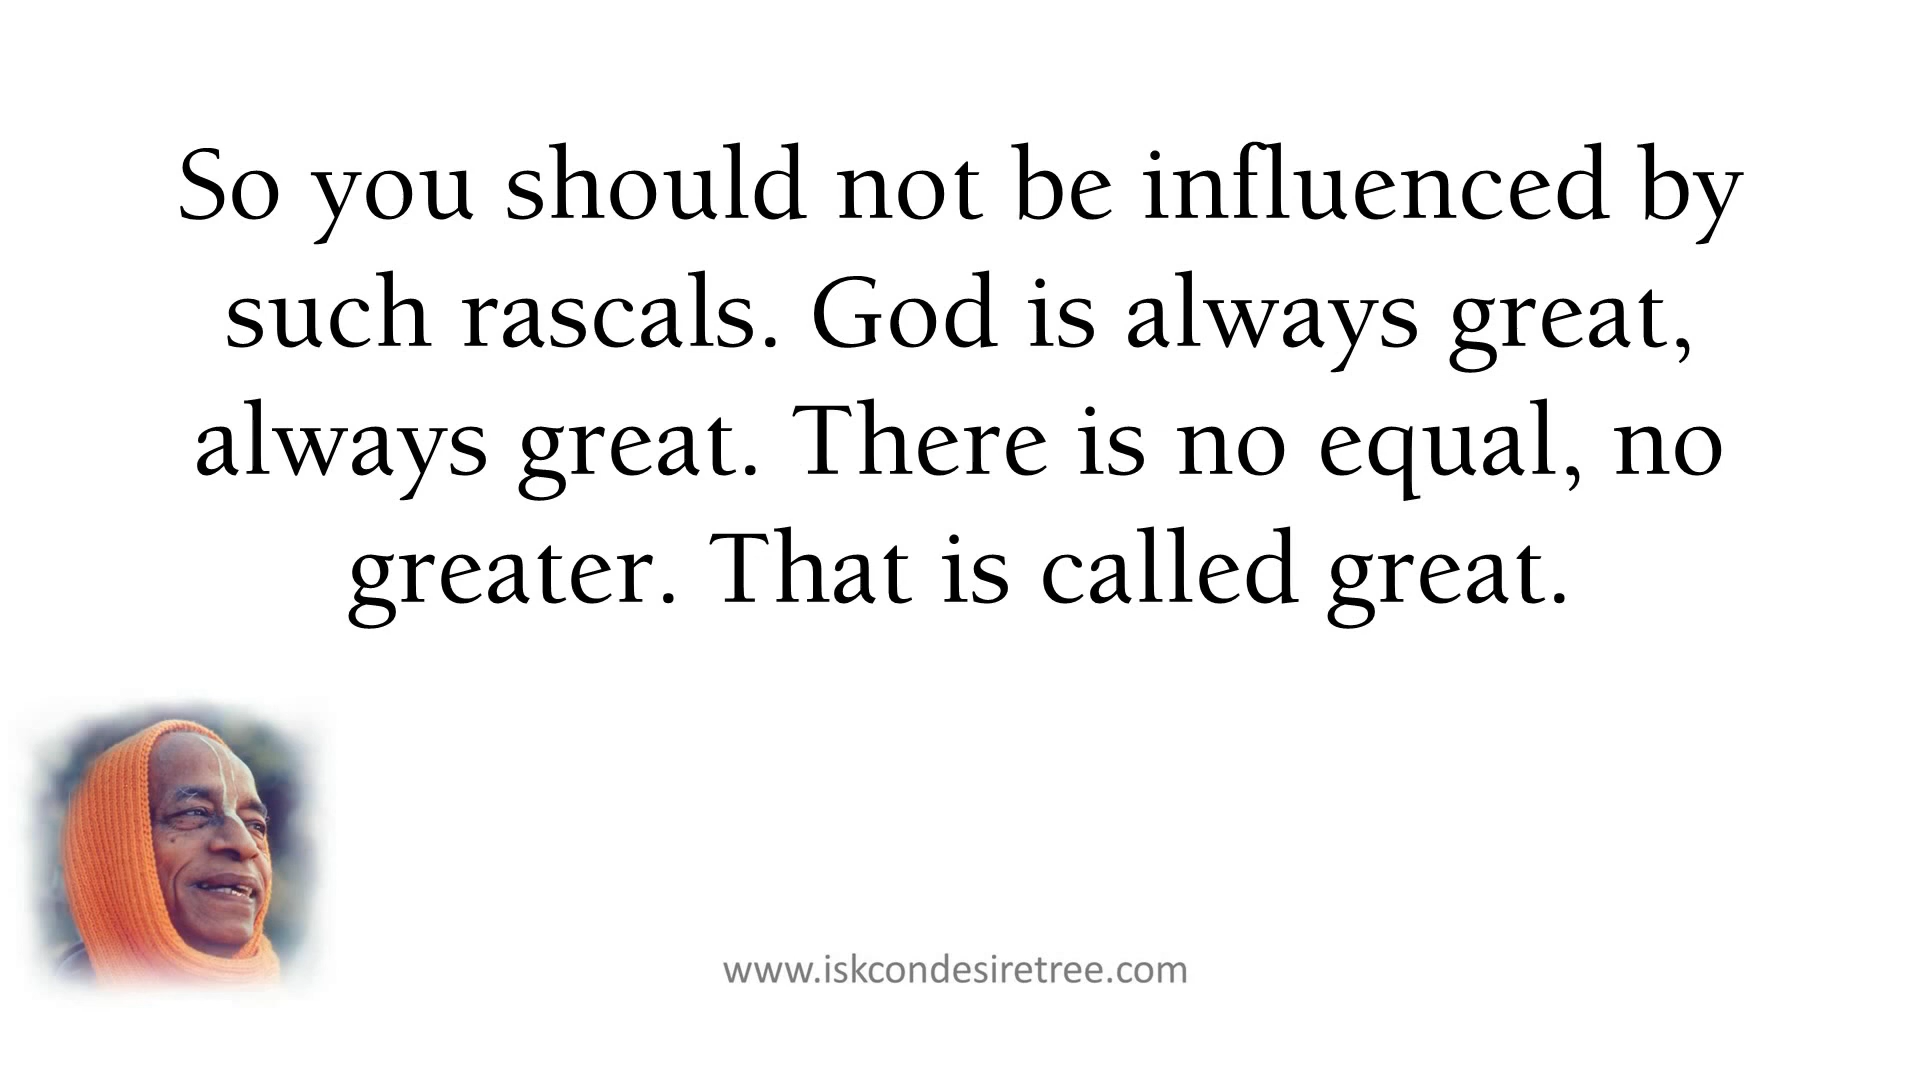 So you should not be influenced by
such rascals. God is always great,
always great. There is no equal, no
greater. That is called great.
www.iskcondesiretree.com